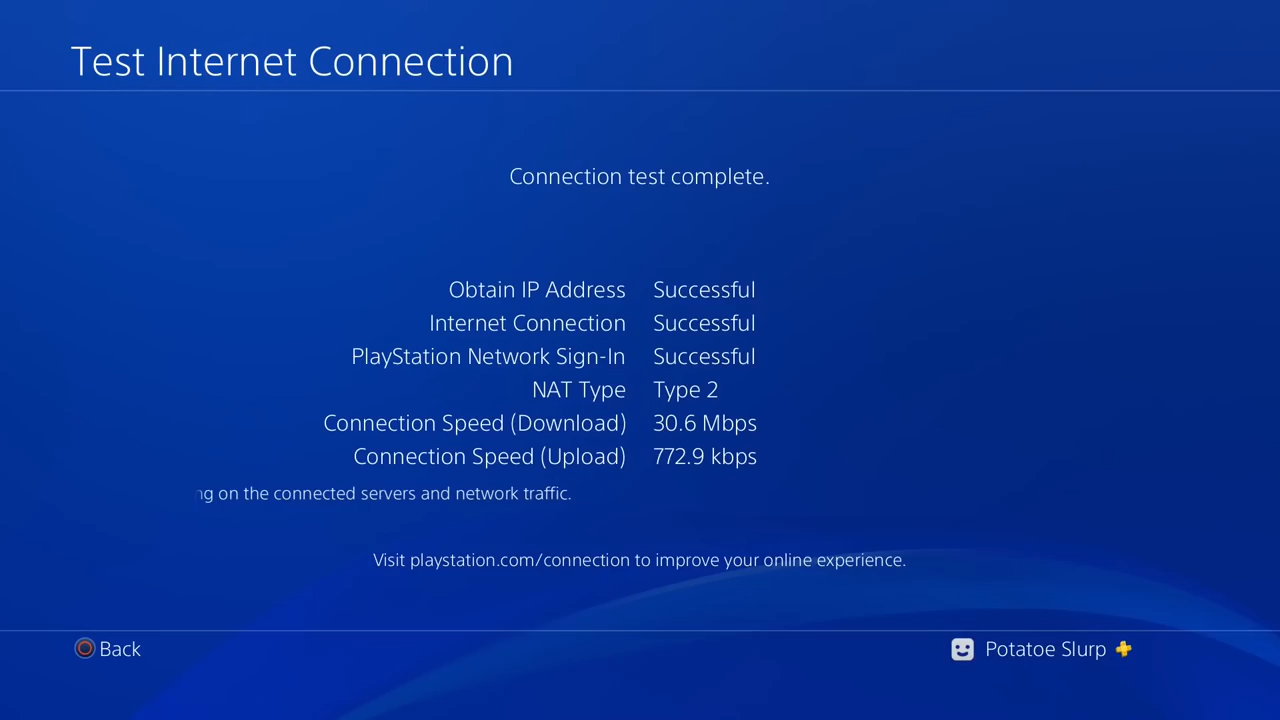 Test Internet Connection
Connection test complete.
Obtain IP Address Successful
Internet Connection Successful
PlayStation Network Sign-In Successful
NAT Type Type 2
Connection Speed (Download) 30.6 Mbps
Connection Speed (Upload) 772.9 kbps
ng on the connected servers and network traffic.
Visit playstation.com/connection to improve your online experience.
Back
Potatoe Slurp